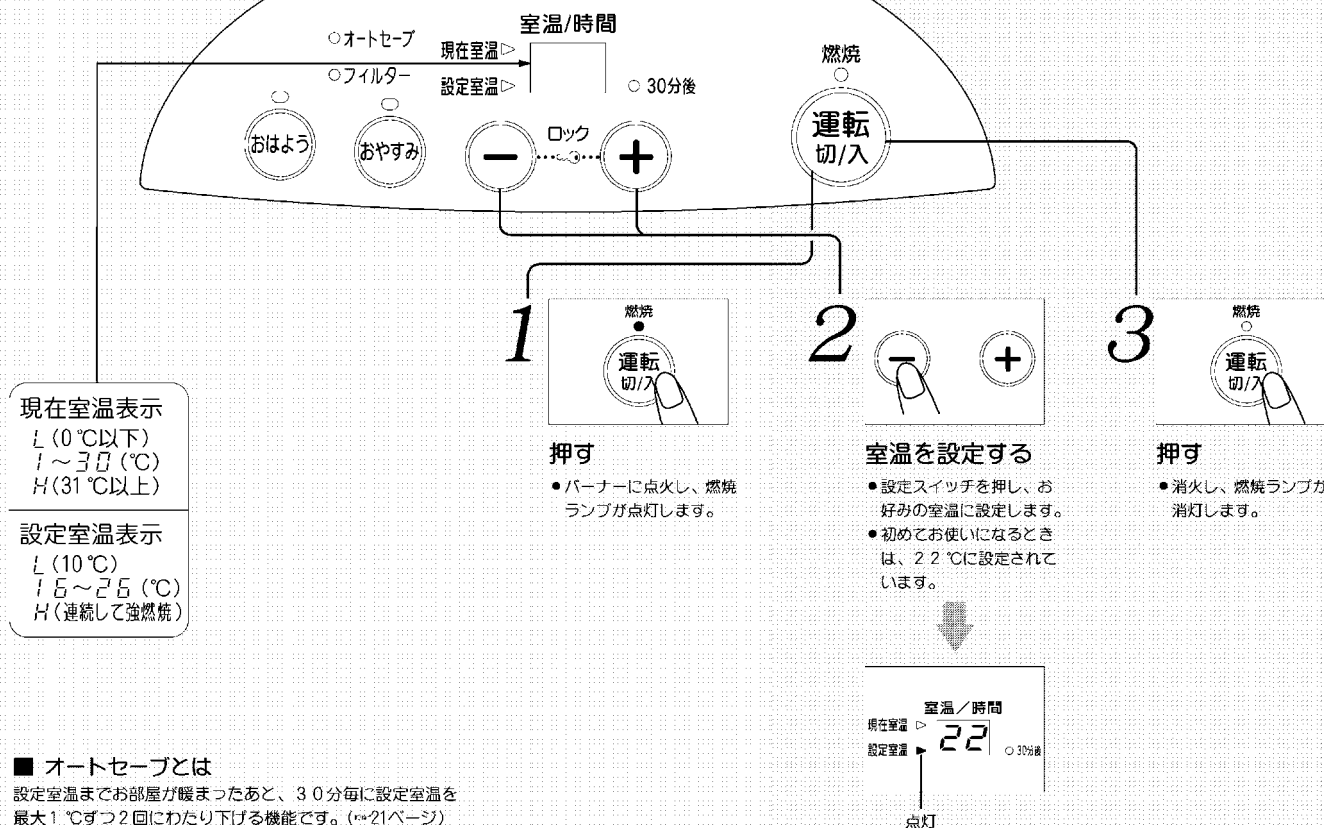 室温/時間
○オートセーブ
現在室温▷
○フィルター
設定室温▷
○ 30分後
燃焼
おはよう
おやすみ
−
ロック
+
運転
切/入
現在室温表示
L(0℃以下)
1～30(℃)
H(31℃以上)
設定室温表示
L(10℃)
16～26(℃)
H(連続して強燃焼)
1
燃焼
運転
切/入
押す
●バーナーに点火し、燃焼
ランプが点灯します。
2
−
+
室温を設定する
●設定スイッチを押し、お
好みの室温に設定します。
●初めてお使いになるとき
は、22℃に設定されて
います。
室温／時間
現在室温 ▷
22
設定室温 ▶
○30分後
点灯
3
燃焼
運転
切/入
押す
●消火し、燃焼ランプが
消灯します。
■ オートセーブとは
設定室温までお部屋が暖まったあと、30分毎に設定室温を
最大1℃ずつ2回にわたり下げる機能です。(☞21ページ)